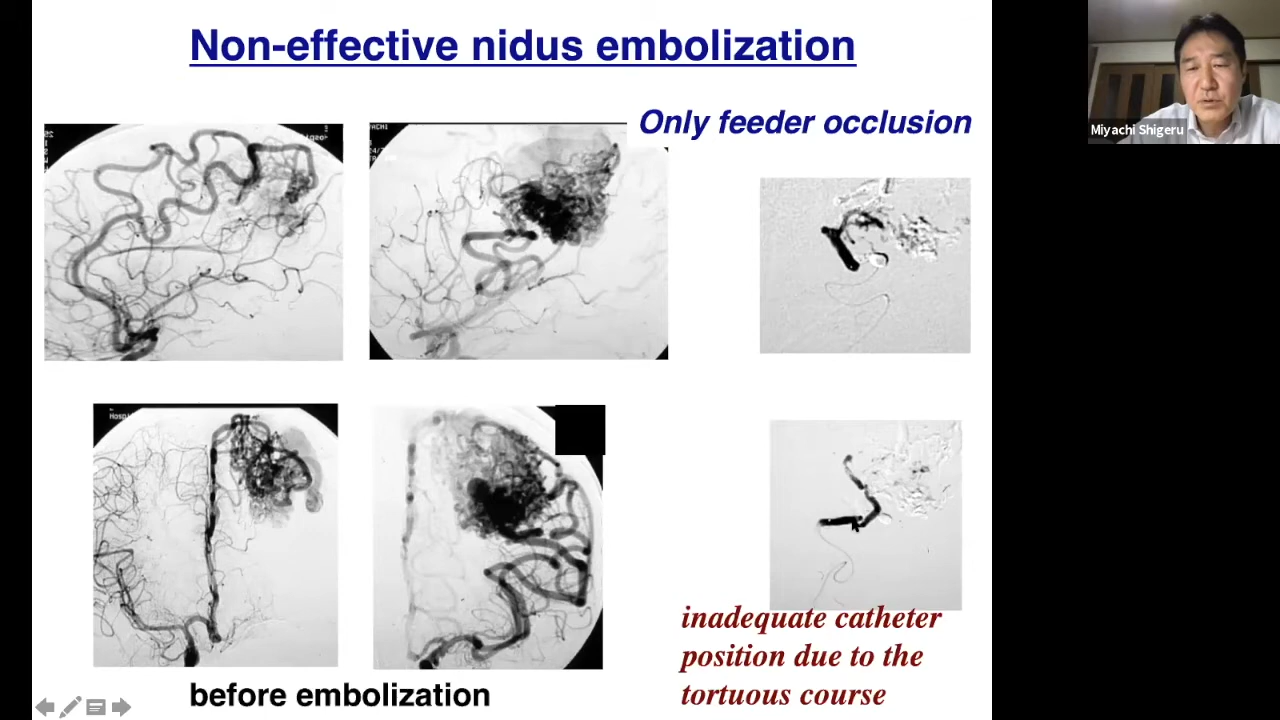 Non-effective nidus embolization
Only feeder occlusion
Miyachi Shigeru
inadequate catheter
position due to the
tortuous course
before embolization